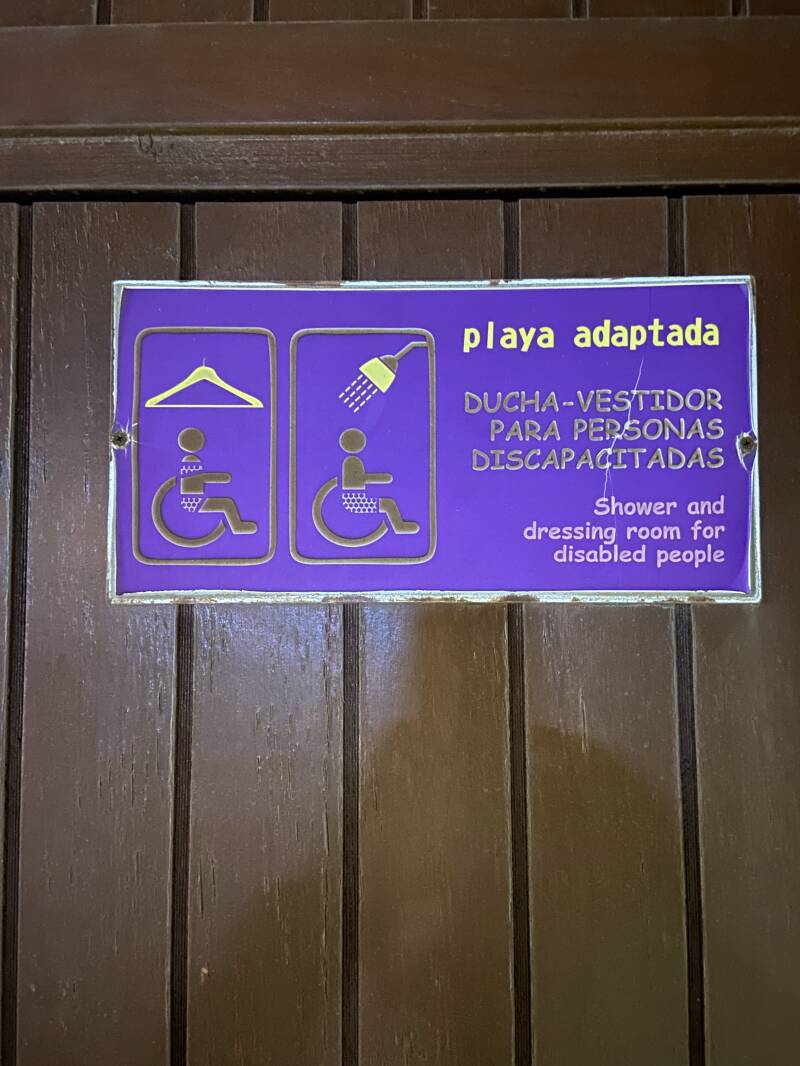 playa adaptada
DUCHA-VESTIDOR
PARA PERSONAS
DISCAPACITADAS
Shower and
dressing room for
disabled people